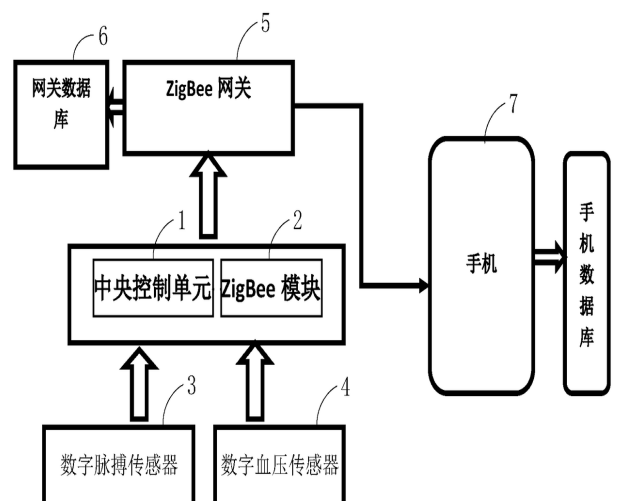 6
5
网关数据
库
ZigBee 网关
7
手机
手
机
数
据
库
1
2
中央控制单元
ZigBee 模块
3
4
数字脉搏传感器
数字血压传感器